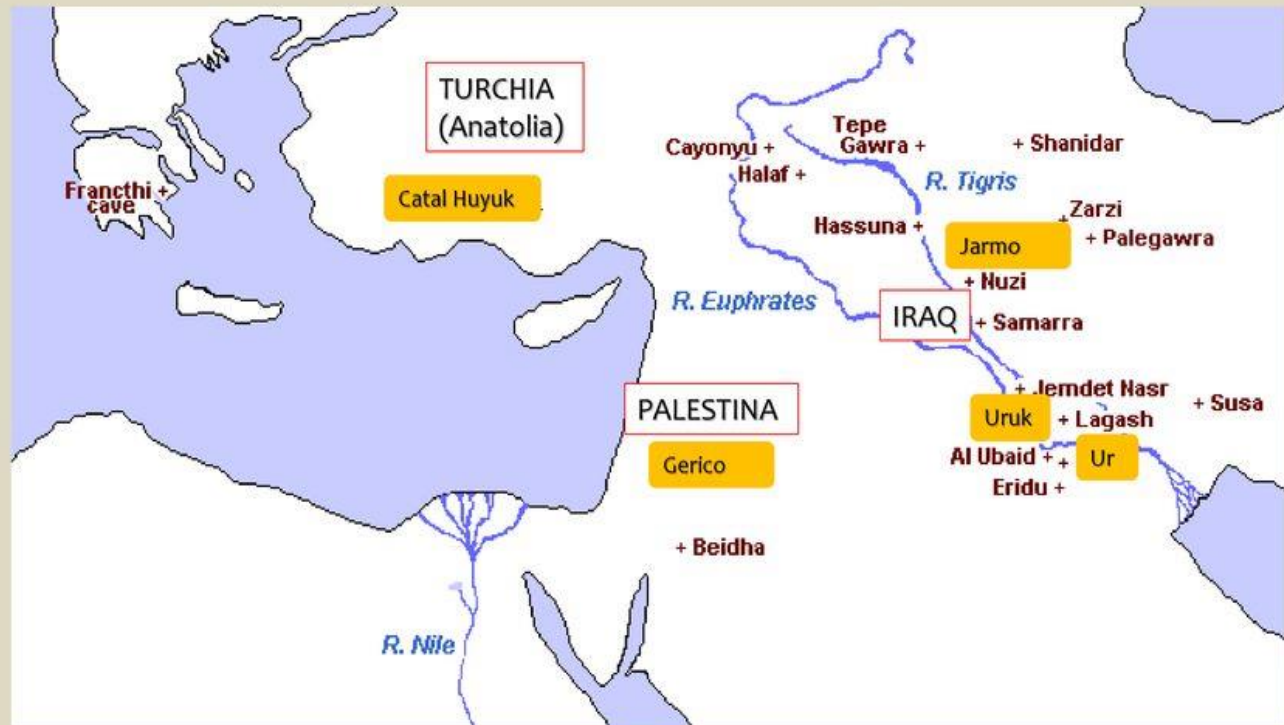 TURCHIA
(Anatolia)
Catal Huyuk
Francthi +
cave
Cayonyu +
Halaf +
Tepe
Gawra +
+ Shanidar
R. Tigris
Hassuna +
Zarzi
+
Jarmo
+ Palegawra
+ Nuzi
R. Euphrates
IRAQ
+ Samarra
PALESTINA
Gerico
+ Jemdet Nasr
Uruk
+ Lagash
+ Susa
Al Ubaid + +
Ur
Eridu +
+ Beidha
R. Nile